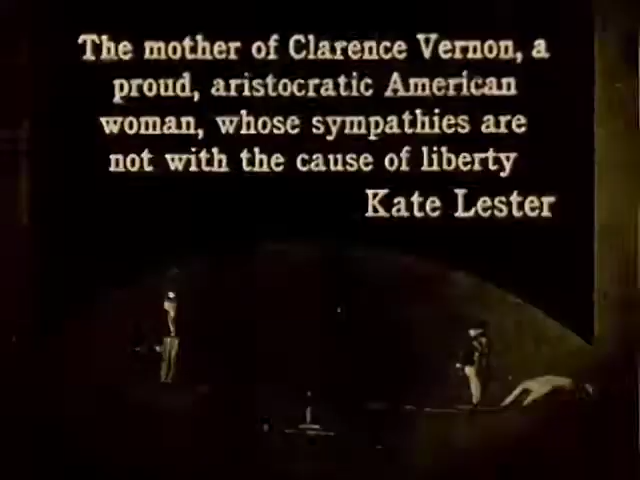 The mother of Clarence Vernon, a
proud, aristocratic American
woman, whose sympathies are
not with the cause of liberty
Kate Lester